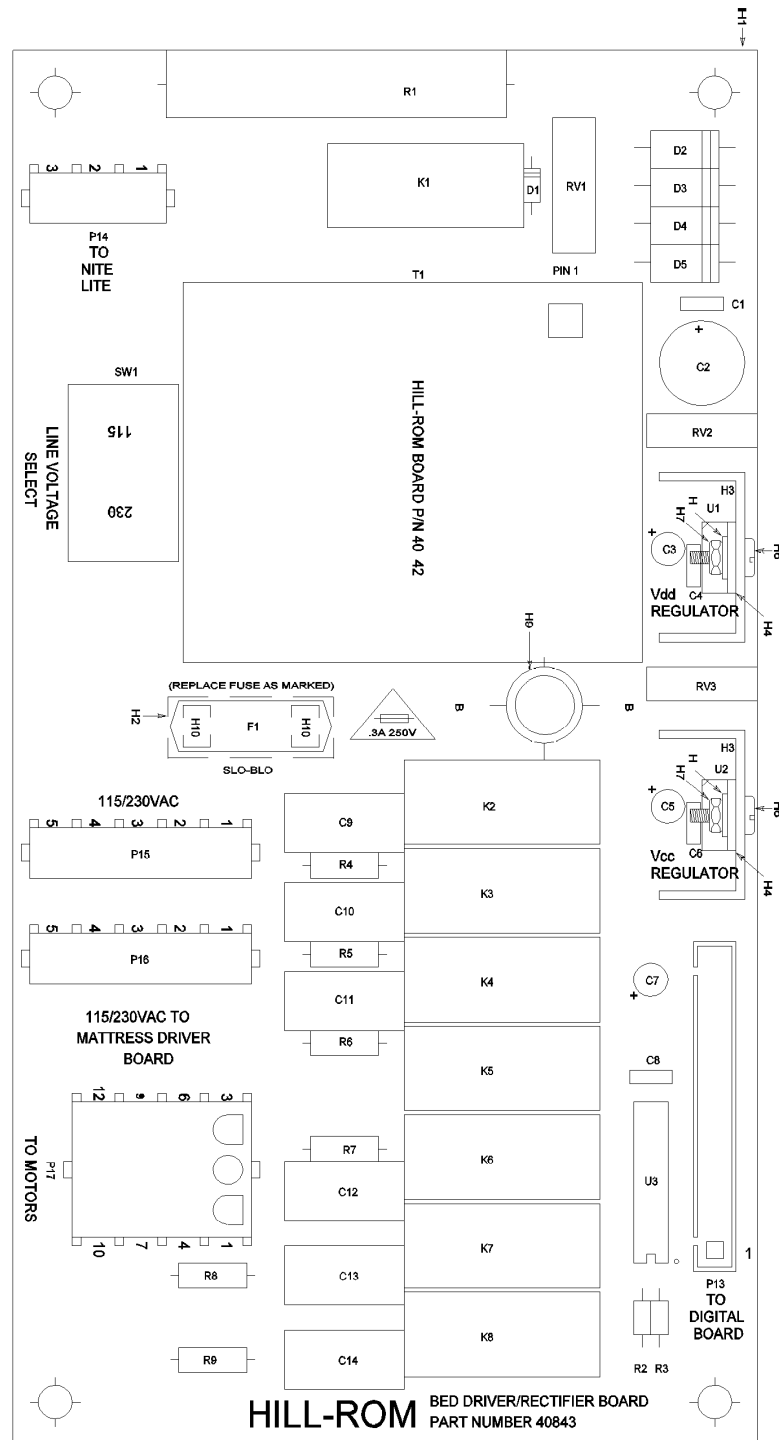 H1
R1
3 2 1
P14
TO
NITE
LITE
K1
D1
RV1
D2
D3
D4
D5
T1
PIN 1
C1
+
C2
SW1
115
230
LINE VOLTAGE
SELECT
HILL-ROM BOARD P/N 40 42
RV2
H3
H
U1
H7
+
C3
C4
H4
Vdd
REGULATOR
H9
RV3
(REPLACE FUSE AS MARKED)
H2
H10
F1
H10
SLO-BLO
.3A 250V
B
B
H3
H
U2
H7
+
C5
C6
H4
Vcc
REGULATOR
115/230VAC
5 4 3 2 1
P15
C9
R4
K2
C10
R5
K3
5 4 3 2 1
P16
C11
R6
K4
C7
+
115/230VAC TO
MATTRESS DRIVER
BOARD
K5
C8
12 9 6 3
P17
TO MOTORS
10 7 4 1
R7
C12
K6
U3
R8
C13
K7
1
P13
TO
DIGITAL
BOARD
R9
C14
K8
R2 R3
HILL-ROM
BED DRIVER/RECTIFIER BOARD
PART NUMBER 40843